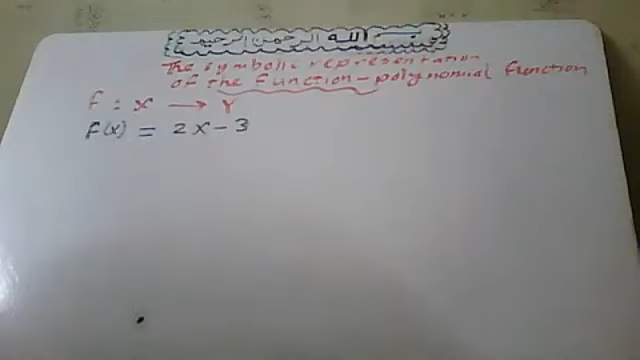 بسم الله الرحمن الرحيم
The symbolic representation
of the function - polynomial function
f : x → Y
f(x) = 2x - 3